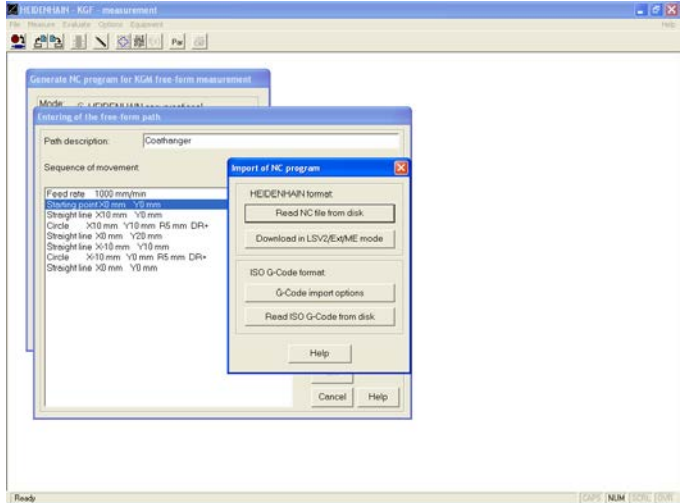 HEIDENHAIN - KGF - measurement
File Measure Evaluate Options Equipment Help
Par
Generate NC program for KGM free-form measurement
Mode:
Entering of the free-form path
Path description: Coathanger
Sequence of movement:
Feed rate 1000 mm/min
Starting point X0 mm Y0 mm
Straight line X10 mm Y0 mm
Circle X10 mm Y10 mm R5 mm DR+
Straight line X0 mm Y20 mm
Straight line X-10 mm Y10 mm
Circle X-10 mm Y0 mm R5 mm DR+
Straight line X0 mm Y0 mm
Import of NC program
HEIDENHAIN format:
Read NC file from disk
Download in LSV2/Ext/ME mode
ISO G-Code format:
G-Code import options
Read ISO G-Code from disk
Help
Cancel Help
Ready CAPS NUM SCRL OVR